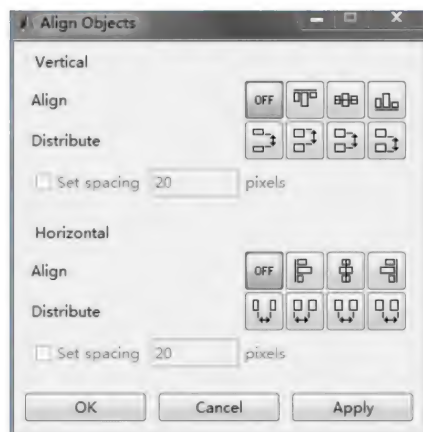 Align Objects
Vertical
Align OFF
Distribute
Set spacing 20 pixels
Horizontal
Align OFF
Distribute
Set spacing 20 pixels
OK Cancel Apply